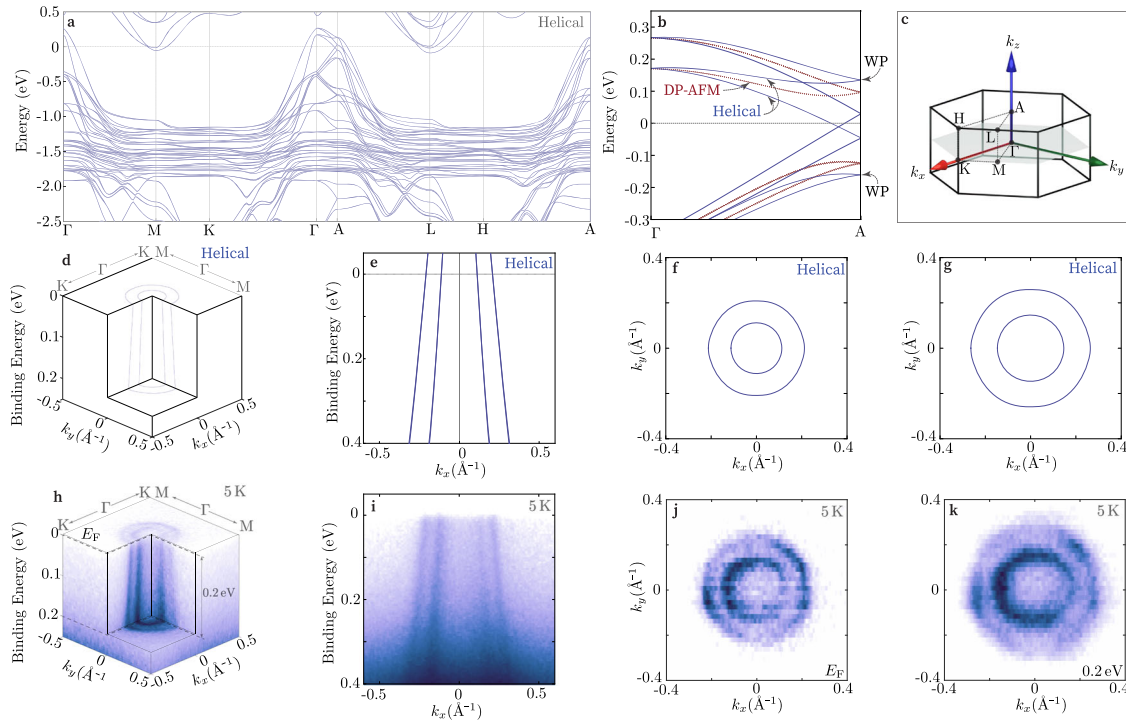 a
Helical
Energy (eV)
0.5
0
-0.5
-1.0
-1.5
-2.0
-2.5
Γ M K Γ A L H A
b
Energy (eV)
0.3
0.2
0.1
0
-0.1
-0.2
-0.3
WP
DP-AFM
Helical
WP
Γ A
c
kz
A
H
L
Γ
K
M
kx
ky
d
Helical
K M
Γ Γ
K M
Binding Energy (eV)
0
0.1
0.2
-0.5
0
0.5
-0.5
0
0.5
ky(Å⁻¹)
kx(Å⁻¹)
e
Helical
Binding Energy (eV)
0
0.2
0.4
-0.5 0 0.5
kx(Å⁻¹)
f
Helical
ky(Å⁻¹)
0.4
0
-0.4
-0.4 0 0.4
kx(Å⁻¹)
g
Helical
ky(Å⁻¹)
0.4
0
-0.4
-0.4 0 0.4
kx(Å⁻¹)
h
5 K
K M
Γ Γ
K M
EF
Binding Energy (eV)
0
0.1
0.2
0.2 eV
-0.5
0
0.5
-0.5
0
0.5
ky(Å⁻¹
kx(Å⁻¹)
i
5 K
Binding Energy (eV)
0
0.2
0.4
-0.5 0 0.5
kx(Å⁻¹)
j
5 K
ky(Å⁻¹)
0.4
0
-0.4
EF
-0.4 0 0.4
kx(Å⁻¹)
k
5 K
ky(Å⁻¹)
0.4
0
-0.4
0.2 eV
-0.4 0 0.4
kx(Å⁻¹)